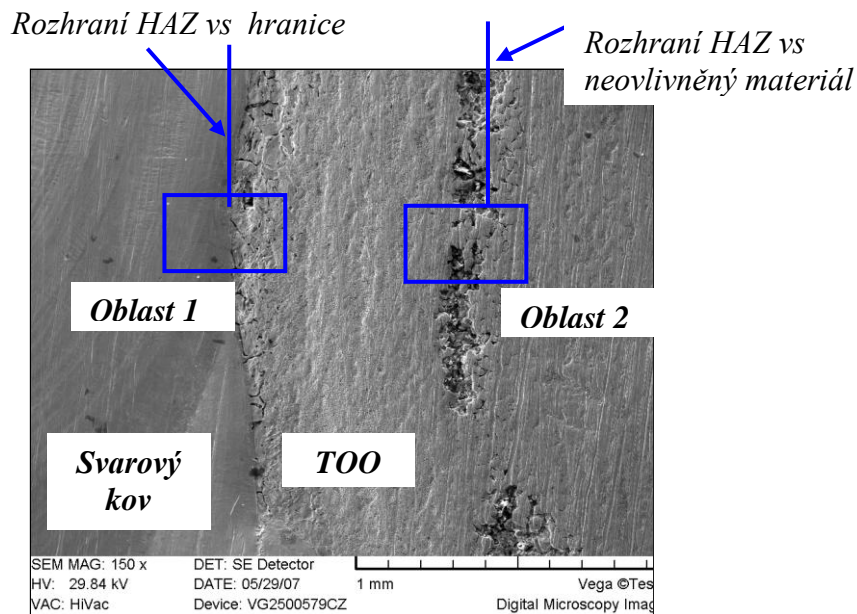 Rozhraní HAZ vs hranice
Rozhraní HAZ vs
neovlivněný materiál
Oblast 1
Oblast 2
Svarový
kov
TOO
SEM MAG: 150 x
DET: SE Detector
HV: 29.84 kV
DATE: 05/29/07
1 mm
Vega ©Tes
VAC: HiVac
Device: VG2500579CZ
Digital Microscopy Imag